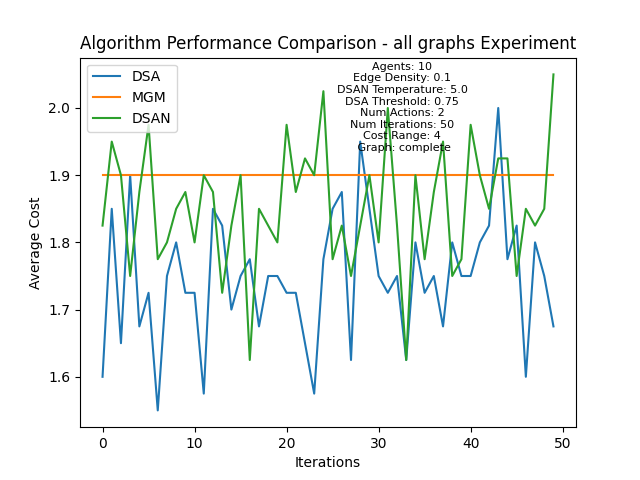 Algorithm Performance Comparison - all graphs Experiment
DSA
MGM
DSAN
Agents: 10
Edge Density: 0.1
DSAN Temperature: 5.0
DSA Threshold: 0.75
Num Actions: 2
Num Iterations: 50
Cost Range: 4
Graph: complete
Average Cost
2.0
1.9
1.8
1.7
1.6
0 10 20 30 40 50
Iterations